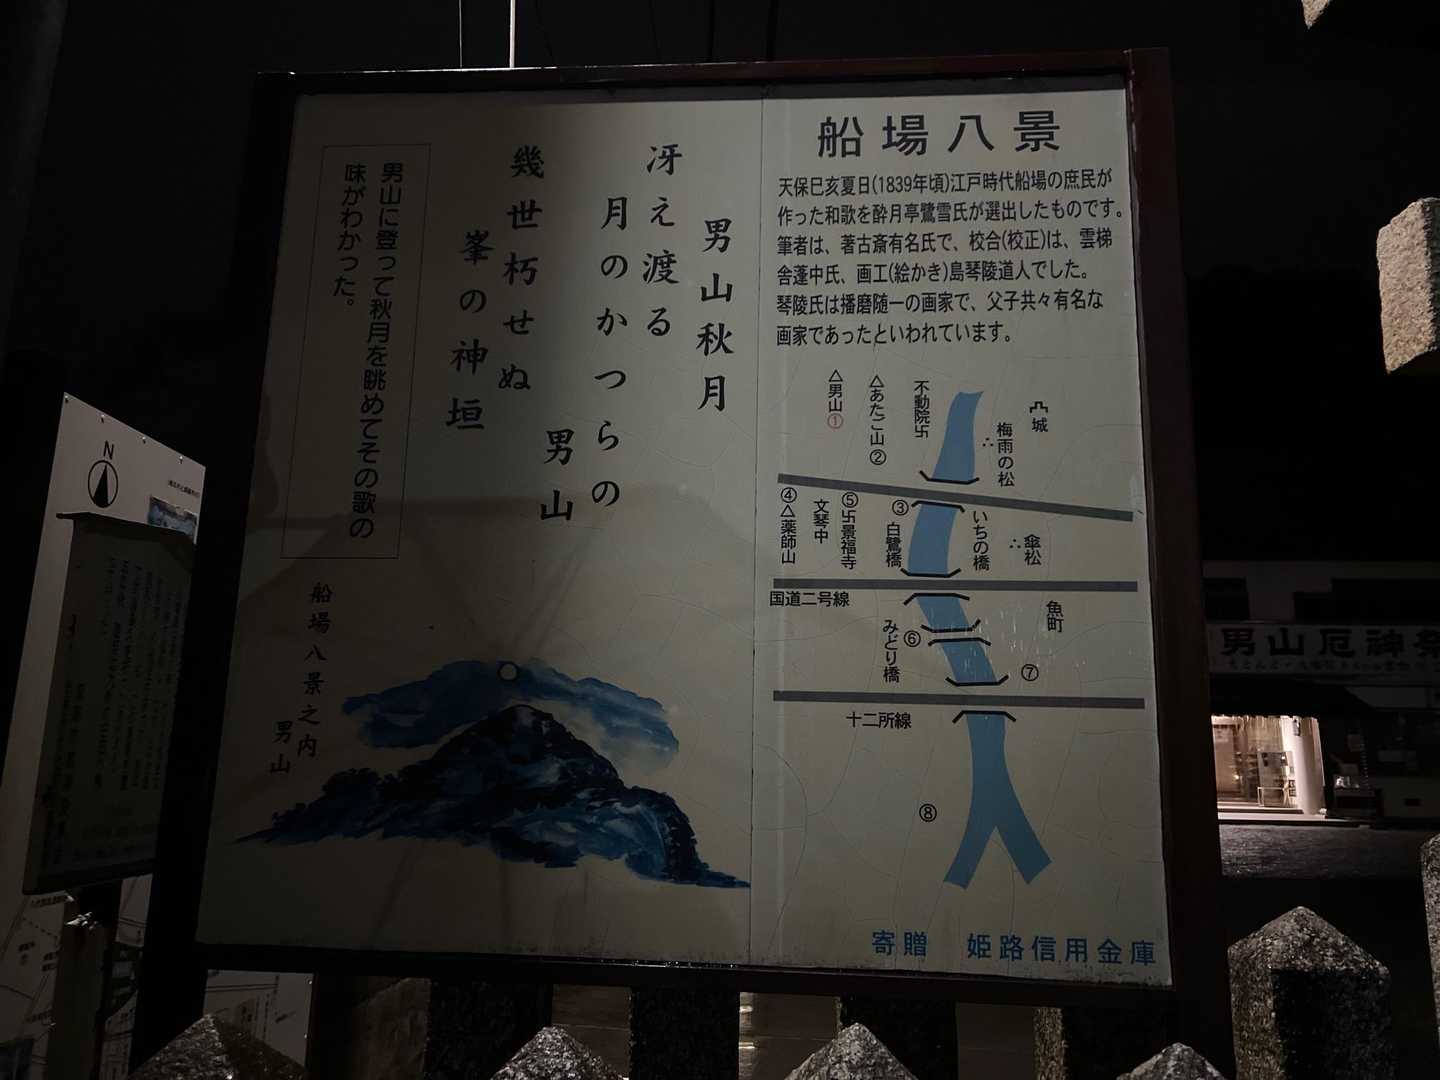 船場八景
天保巳亥夏日(1839年頃)江戸時代船場の庶民が
作った和歌を酔月亭鷺雪氏が選出したものです。
筆者は、著古斎有名氏で、校合(校正)は、雲梯
舎蓬中氏、画工(絵かき)島琴陵道人でした。
琴陵氏は播磨随一の画家で、父子共々有名な
画家であったといわれています。
城
梅雨の松
不動院卍
△あたご山②
△男山①
傘松
いちの橋
③白鷺橋
⑤卍景福寺
文琴中
④△薬師山
国道二号線
魚町
みどり橋
⑥
⑦
十二所線
⑧
寄贈 姫路信用金庫
男山秋月
冴え渡る
月のかつらの
男山
幾世朽せぬ
峯の神垣
男山に登って秋月を眺めてその歌の
味がわかった。
船場八景之内
男山
N
男山厄神祭